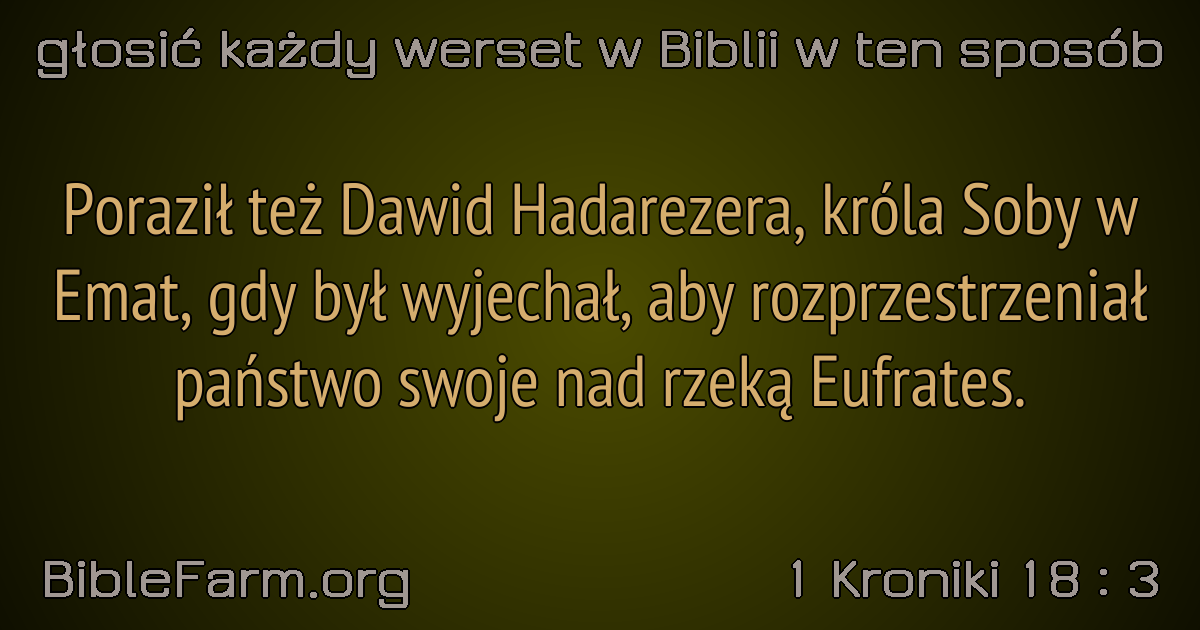 głosić każdy werset w Biblii w ten sposób
Poraził też Dawid Hadarezera, króla Soby w
Emat, gdy był wyjechał, aby rozprzestrzeniał
państwo swoje nad rzeką Eufrates.
BibleFarm.org
1 Kroniki 18 : 3